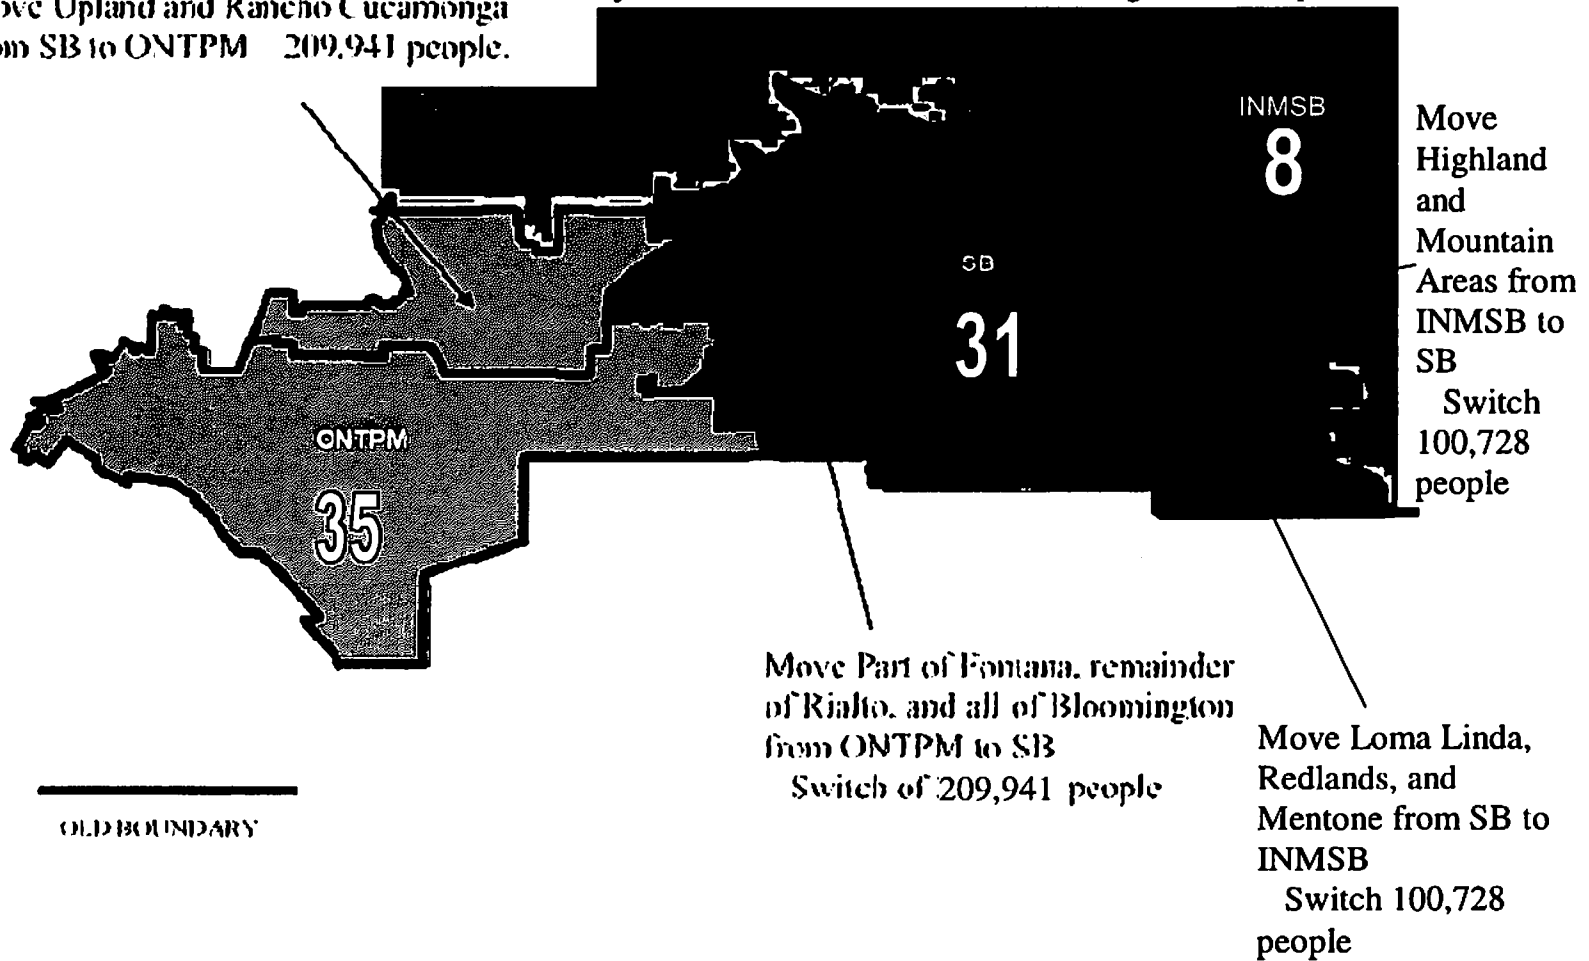 Upland and Rancho Cucamonga
SB to ONTPM 209,941 people.
INMSB
8
Move
Highland
and
Mountain
Areas from
INMSB to
SB
Switch
100,728
people
SB
31
ONTPM
35
Move Part of Fontana, remainder
of Rialto, and all of Bloomington
from ONTPM to SB
Switch of 209,941 people
Move Loma Linda,
Redlands, and
Mentone from SB to
INMSB
Switch 100,728
people
OLD BOUNDARY